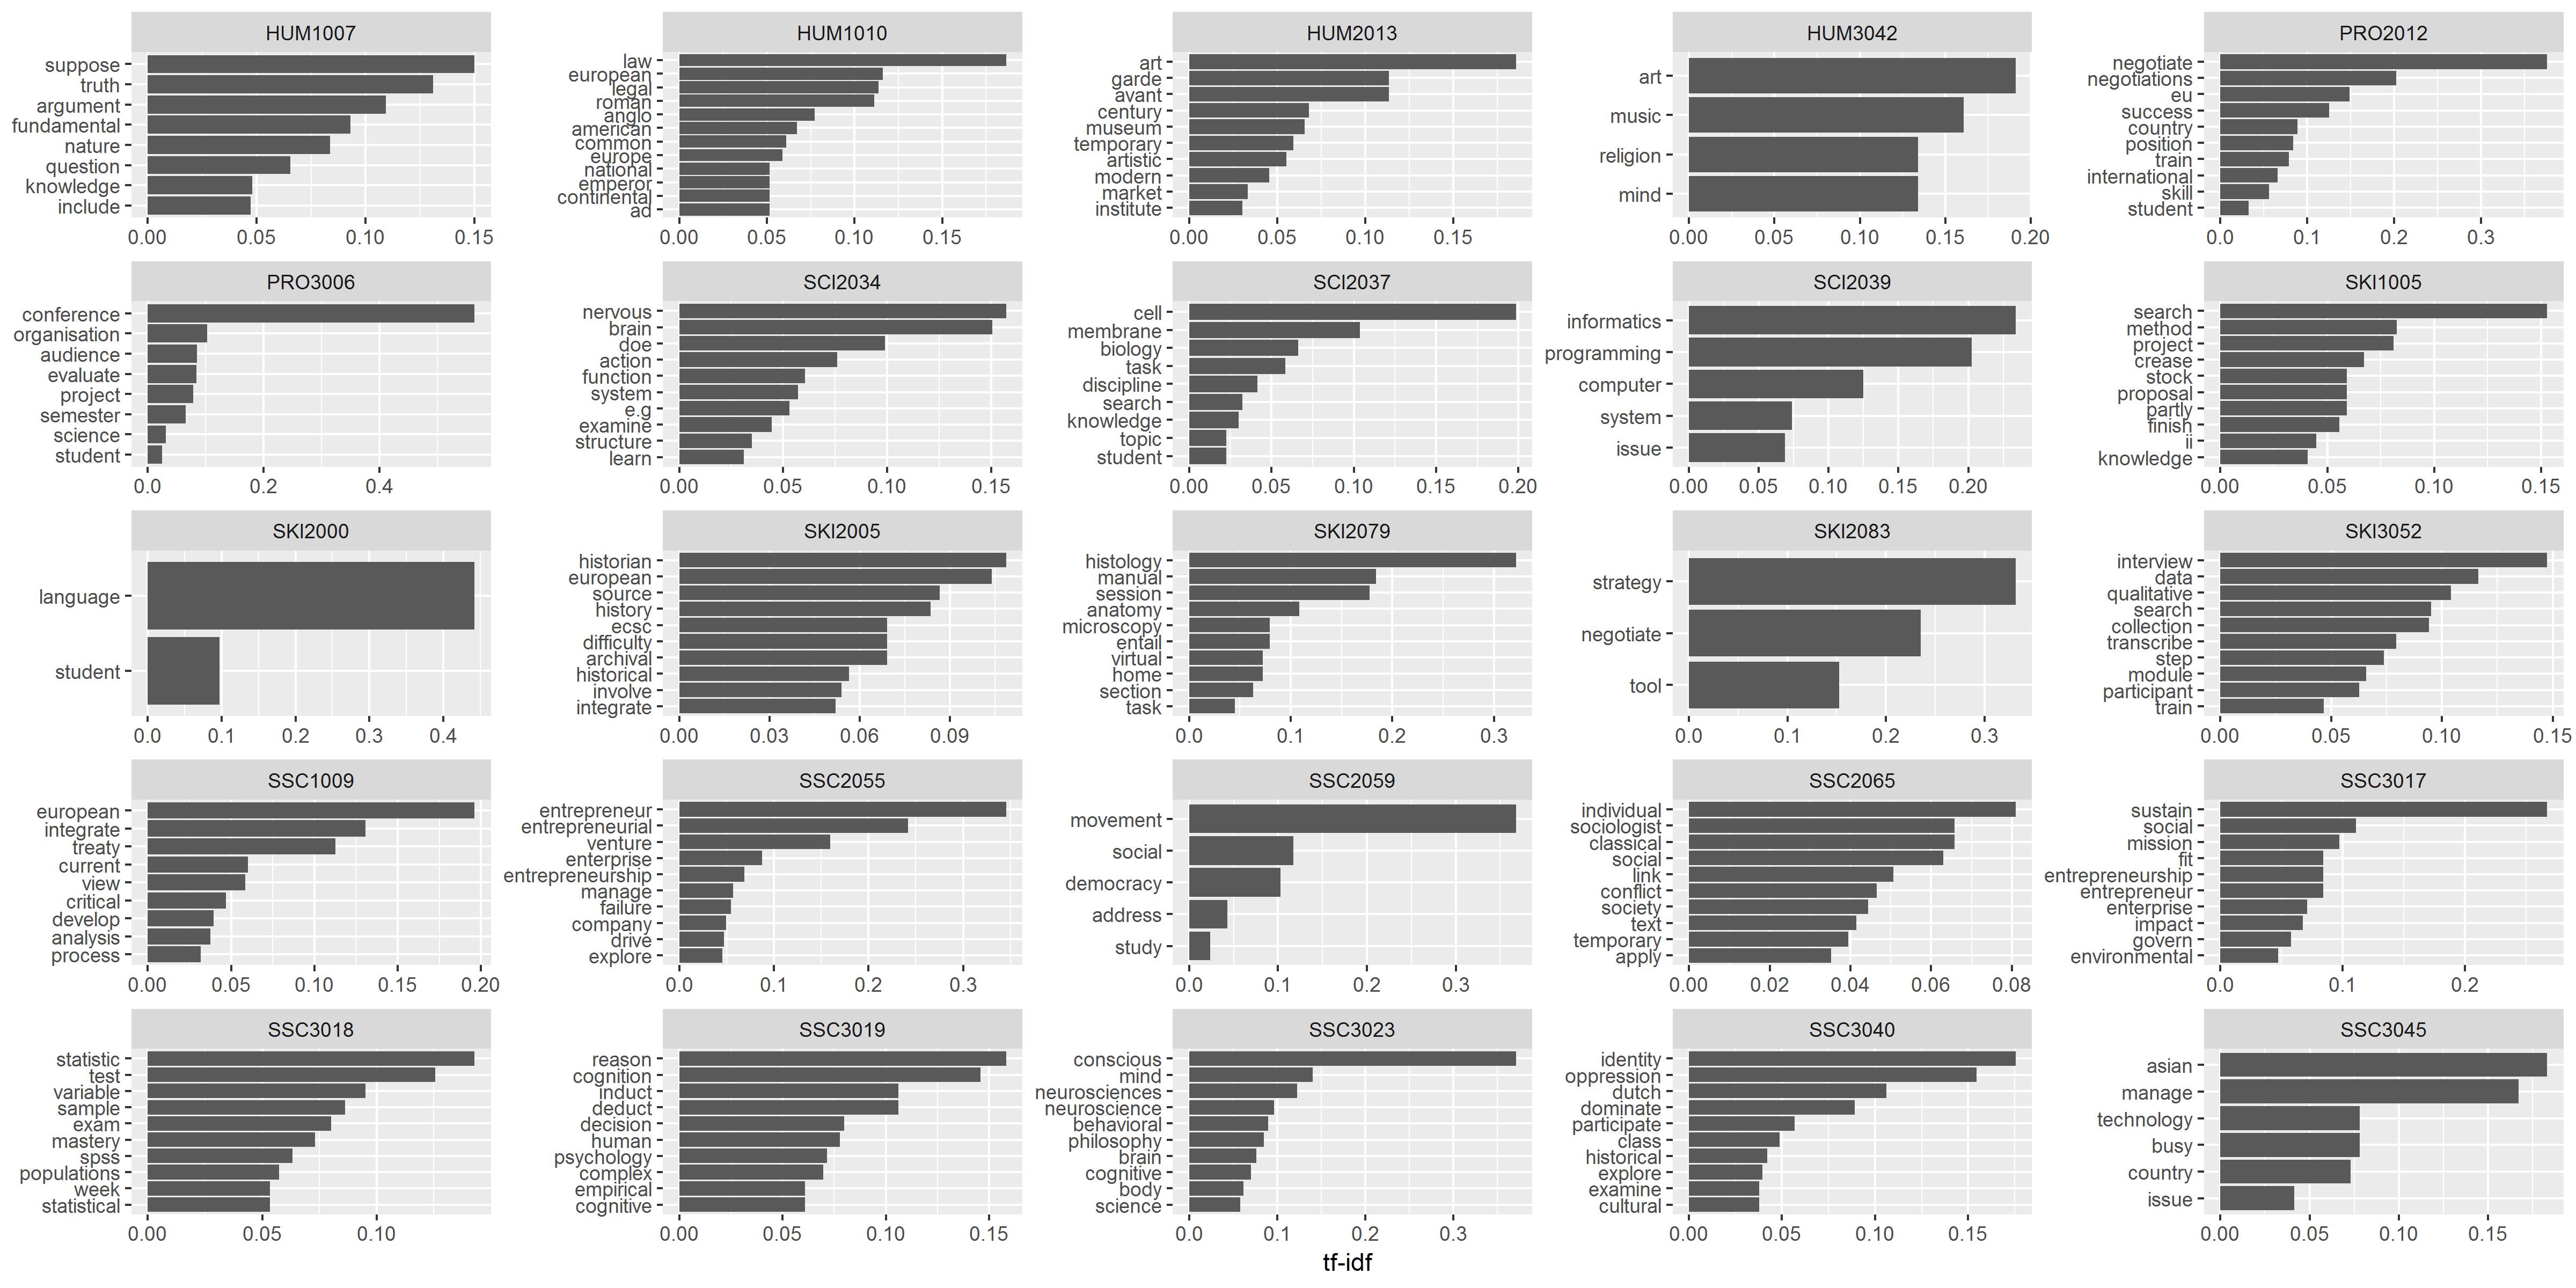 HUM1007
suppose
truth
argument
fundamental
nature
question
knowledge
include
0.00 0.05 0.10 0.15
HUM1010
law
european
legal
roman
anglo
american
common
europe
national
emperor
continental
ad
0.00 0.05 0.10 0.15
HUM2013
art
garde
avant
century
museum
temporary
artistic
modern
market
institute
0.00 0.05 0.10 0.15
HUM3042
art
music
religion
mind
0.00 0.05 0.10 0.15 0.20
PRO2012
negotiate
negotiations
eu
success
country
position
train
international
skill
student
0.0 0.1 0.2 0.3
PRO3006
conference
organisation
audience
evaluate
project
semester
science
student
0.0 0.2 0.4
SCI2034
nervous
brain
doe
action
function
system
e.g
examine
structure
learn
0.00 0.05 0.10 0.15
SCI2037
cell
membrane
biology
task
discipline
search
knowledge
topic
student
0.00 0.05 0.10 0.15 0.20
SCI2039
informatics
programming
computer
system
issue
0.00 0.05 0.10 0.15 0.20
SKI1005
search
method
project
crease
stock
proposal
partly
finish
ii
knowledge
0.00 0.05 0.10 0.15
SKI2000
language
student
0.0 0.1 0.2 0.3 0.4
SKI2005
historian
european
source
history
ecsc
difficulty
archival
historical
involve
integrate
0.00 0.03 0.06 0.09
SKI2079
histology
manual
session
anatomy
microscopy
entail
virtual
home
section
task
0.0 0.1 0.2 0.3
SKI2083
strategy
negotiate
tool
0.0 0.1 0.2 0.3
SKI3052
interview
data
qualitative
search
collection
transcribe
step
module
participant
train
0.00 0.05 0.10 0.15
SSC1009
european
integrate
treaty
current
view
critical
develop
analysis
process
0.00 0.05 0.10 0.15 0.20
SSC2055
entrepreneur
entrepreneurial
venture
enterprise
entrepreneurship
manage
failure
company
drive
explore
0.0 0.1 0.2 0.3
SSC2059
movement
social
democracy
address
study
0.0 0.1 0.2 0.3
SSC2065
individual
sociologist
classical
social
link
conflict
society
text
temporary
apply
0.00 0.02 0.04 0.06 0.08
SSC3017
sustain
social
mission
fit
entrepreneurship
entrepreneur
enterprise
impact
govern
environmental
0.0 0.1 0.2
SSC3018
statistic
test
variable
sample
exam
mastery
spss
populations
week
statistical
0.00 0.05 0.10
SSC3019
reason
cognition
induct
deduct
decision
human
psychology
complex
empirical
cognitive
0.00 0.05 0.10 0.15
SSC3023
conscious
mind
neurosciences
neuroscience
behavioral
philosophy
brain
cognitive
body
science
0.0 0.1 0.2 0.3
SSC3040
identity
oppression
dutch
dominate
participate
class
historical
explore
examine
cultural
0.00 0.05 0.10 0.15
SSC3045
asian
manage
technology
busy
country
issue
0.00 0.05 0.10 0.15
tf-idf